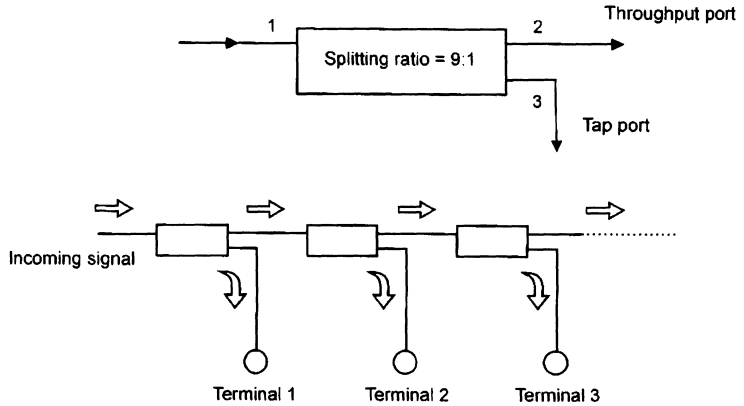 Throughput port
1
2
Splitting ratio = 9:1
3
Tap port
Incoming signal
Terminal 1
Terminal 2
Terminal 3